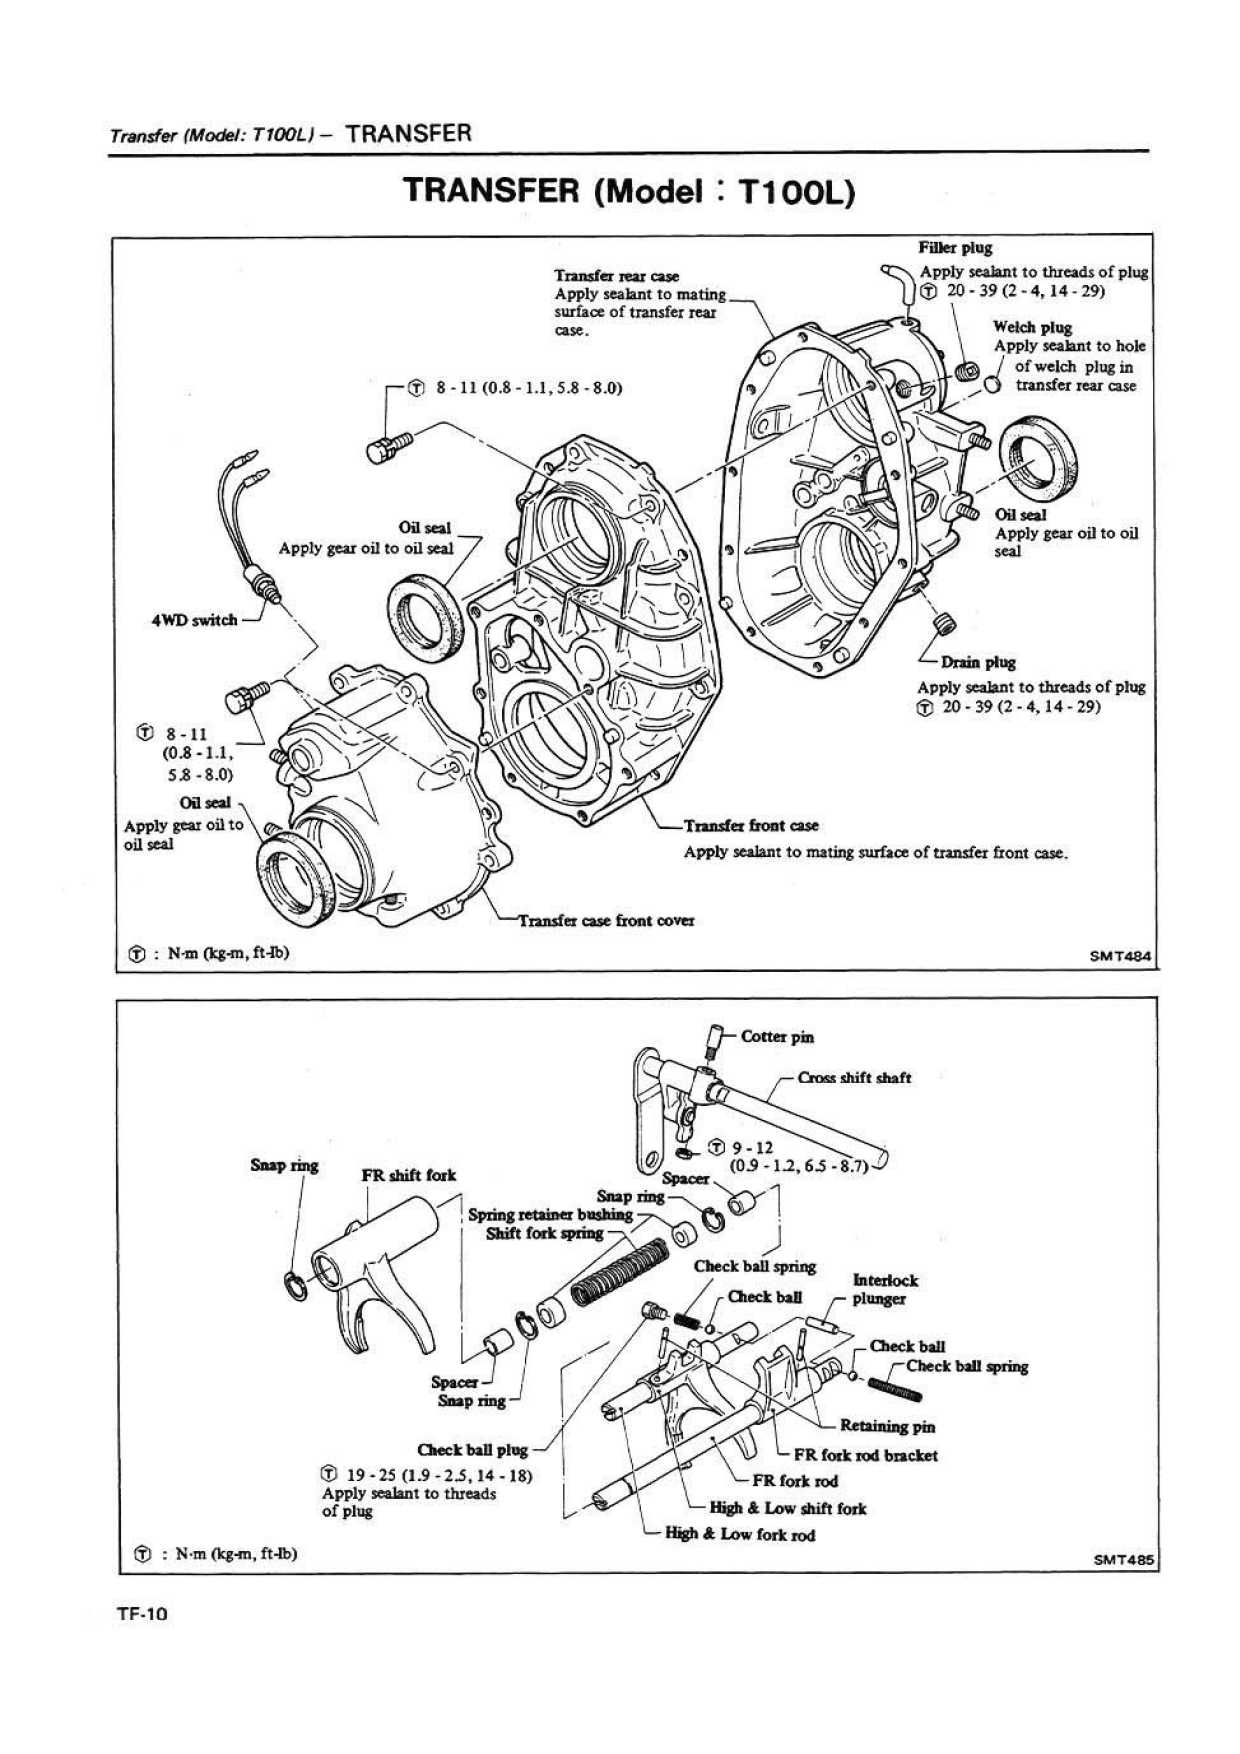 Transfer (Model: T100L) – TRANSFER
TRANSFER (Model : T100L)
Filler plug
Apply sealant to threads of plug
Ⓣ 20 - 39 (2 - 4, 14 - 29)
Transfer rear case
Apply sealant to mating
surface of transfer rear
case.
Welch plug
Apply sealant to hole
of welch plug in
transfer rear case
Ⓣ 8 - 11 (0.8 - 1.1, 5.8 - 8.0)
Oil seal
Apply gear oil to oil seal
Oil seal
Apply gear oil to oil
seal
4WD switch
Drain plug
Apply sealant to threads of plug
Ⓣ 20 - 39 (2 - 4, 14 - 29)
Ⓣ 8 - 11
(0.8 - 1.1,
5.8 - 8.0)
Oil seal
Apply gear oil to
oil seal
Transfer front case
Apply sealant to mating surface of transfer front case.
Transfer case front cover
Ⓣ : N·m (kg-m, ft-lb)
SMT484
Cotter pin
Cross shift shaft
Ⓣ 9 - 12
(0.9 - 1.2, 6.5 - 8.7)
Snap ring
FR shift fork
Spacer
Snap ring
Spring retainer bushing
Shift fork spring
Check ball spring
Check ball
Interlock
plunger
Check ball
Check ball spring
Spacer
Snap ring
Retaining pin
Check ball plug
Ⓣ 19 - 25 (1.9 - 2.5, 14 - 18)
Apply sealant to threads
of plug
FR fork rod bracket
FR fork rod
High & Low shift fork
High & Low fork rod
Ⓣ : N·m (kg-m, ft-lb)
SMT485
TF-10